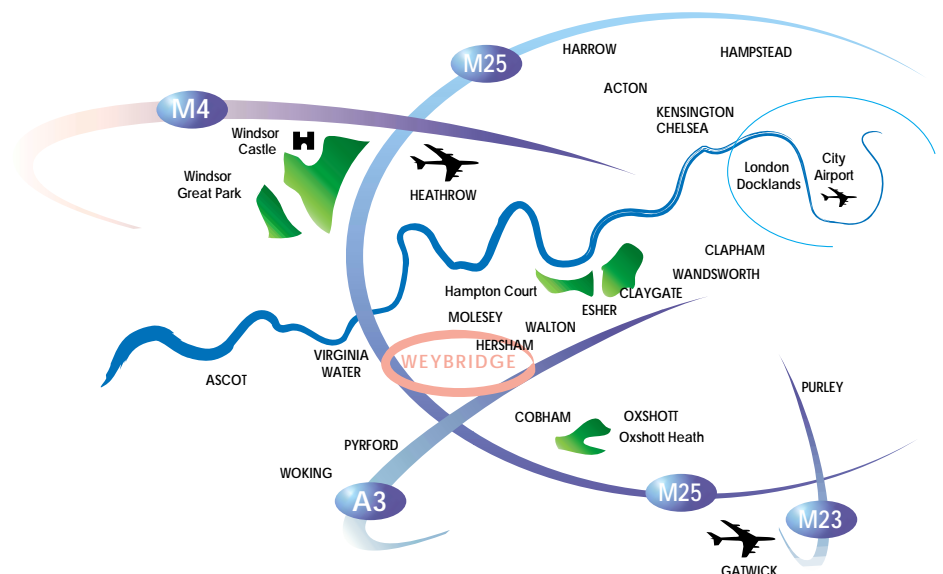 HARROW
HAMPSTEAD
M25
ACTON
M4
KENSINGTON
CHELSEA
Windsor
Castle
London
Docklands
City
Airport
Windsor
Great Park
HEATHROW
CLAPHAM
WANDSWORTH
Hampton Court
CLAYGATE
ESHER
MOLESEY
WALTON
HERSHAM
VIRGINIA
WATER
WEYBRIDGE
ASCOT
PURLEY
COBHAM
OXSHOTT
Oxshott Heath
PYRFORD
WOKING
A3
M25
M23
GATWICK